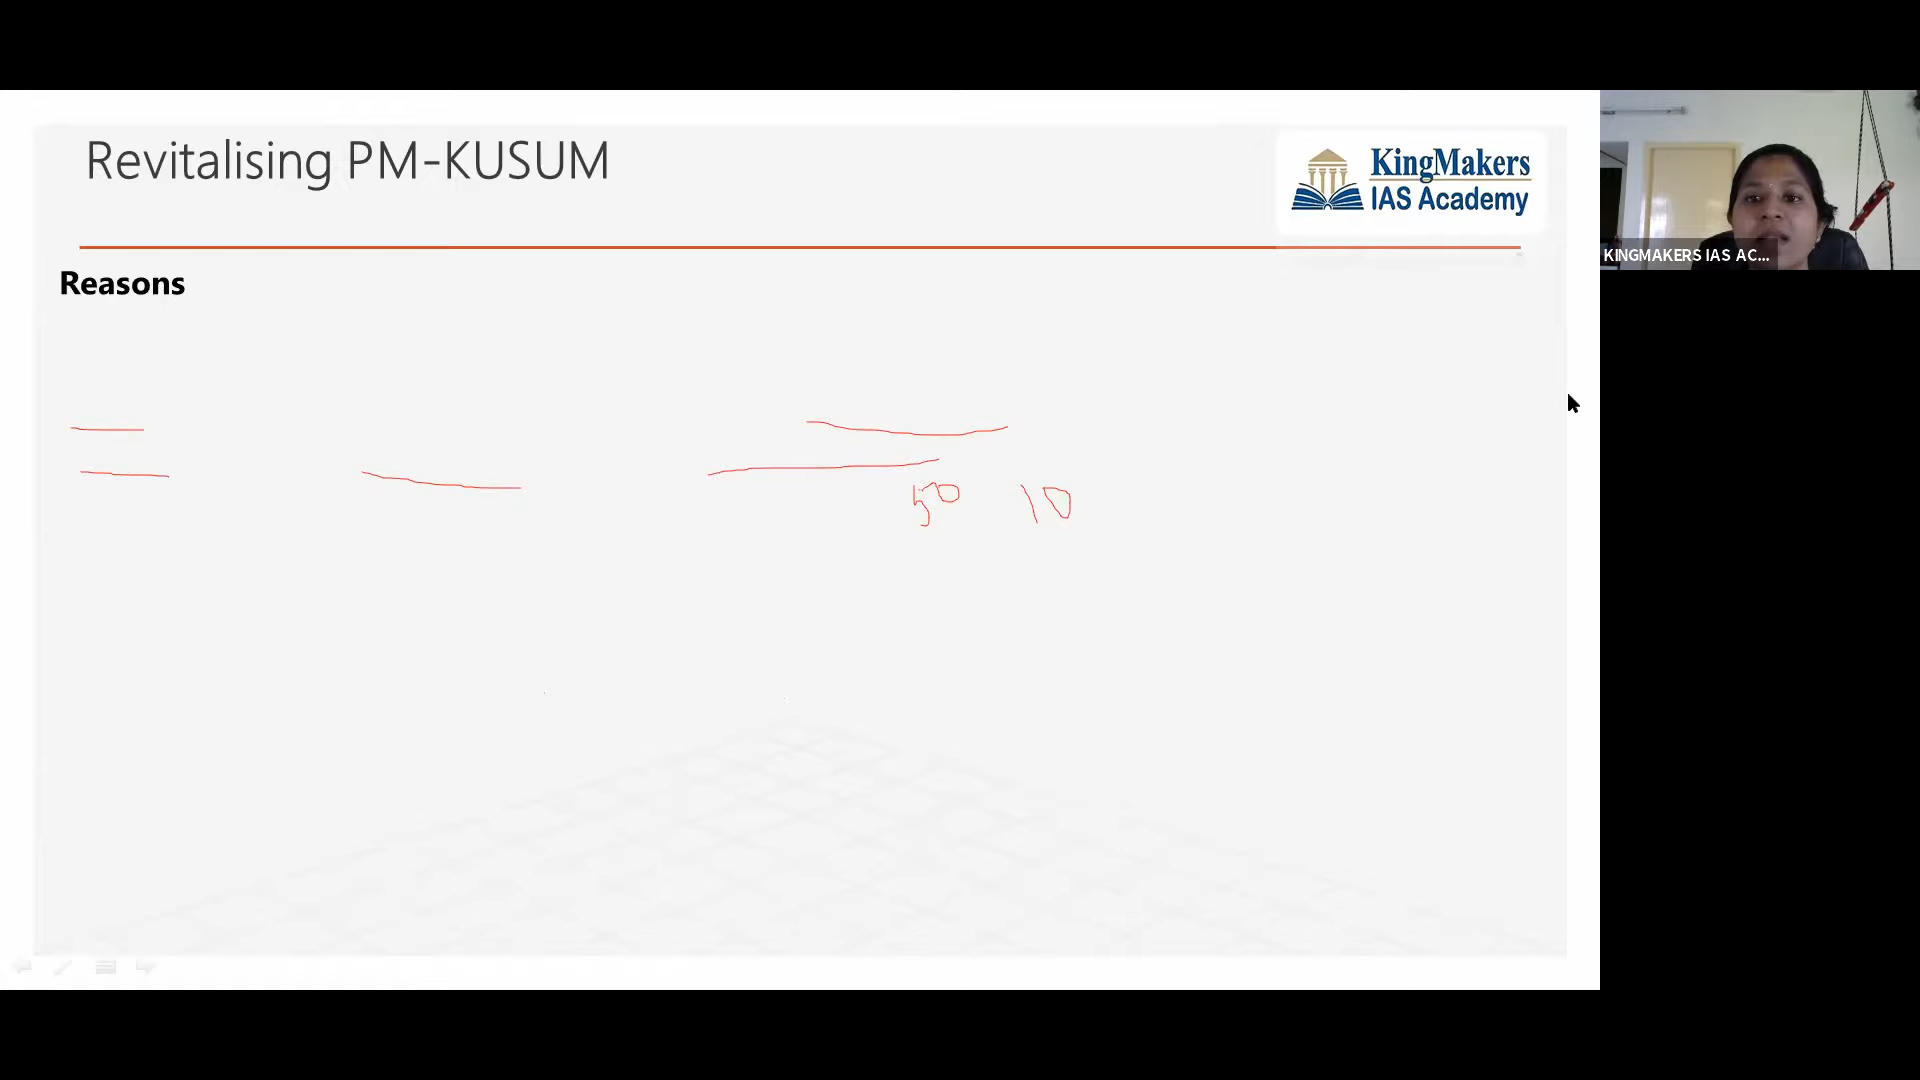 Revitalising PM-KUSUM
KingMakers
IAS Academy
KINGMAKERS IAS AC...
Reasons
50 10